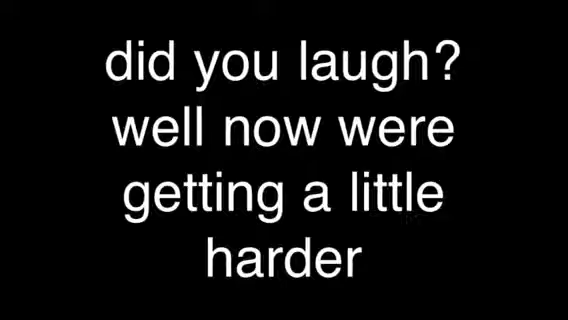 did you laugh?
well now were
getting a little
harder